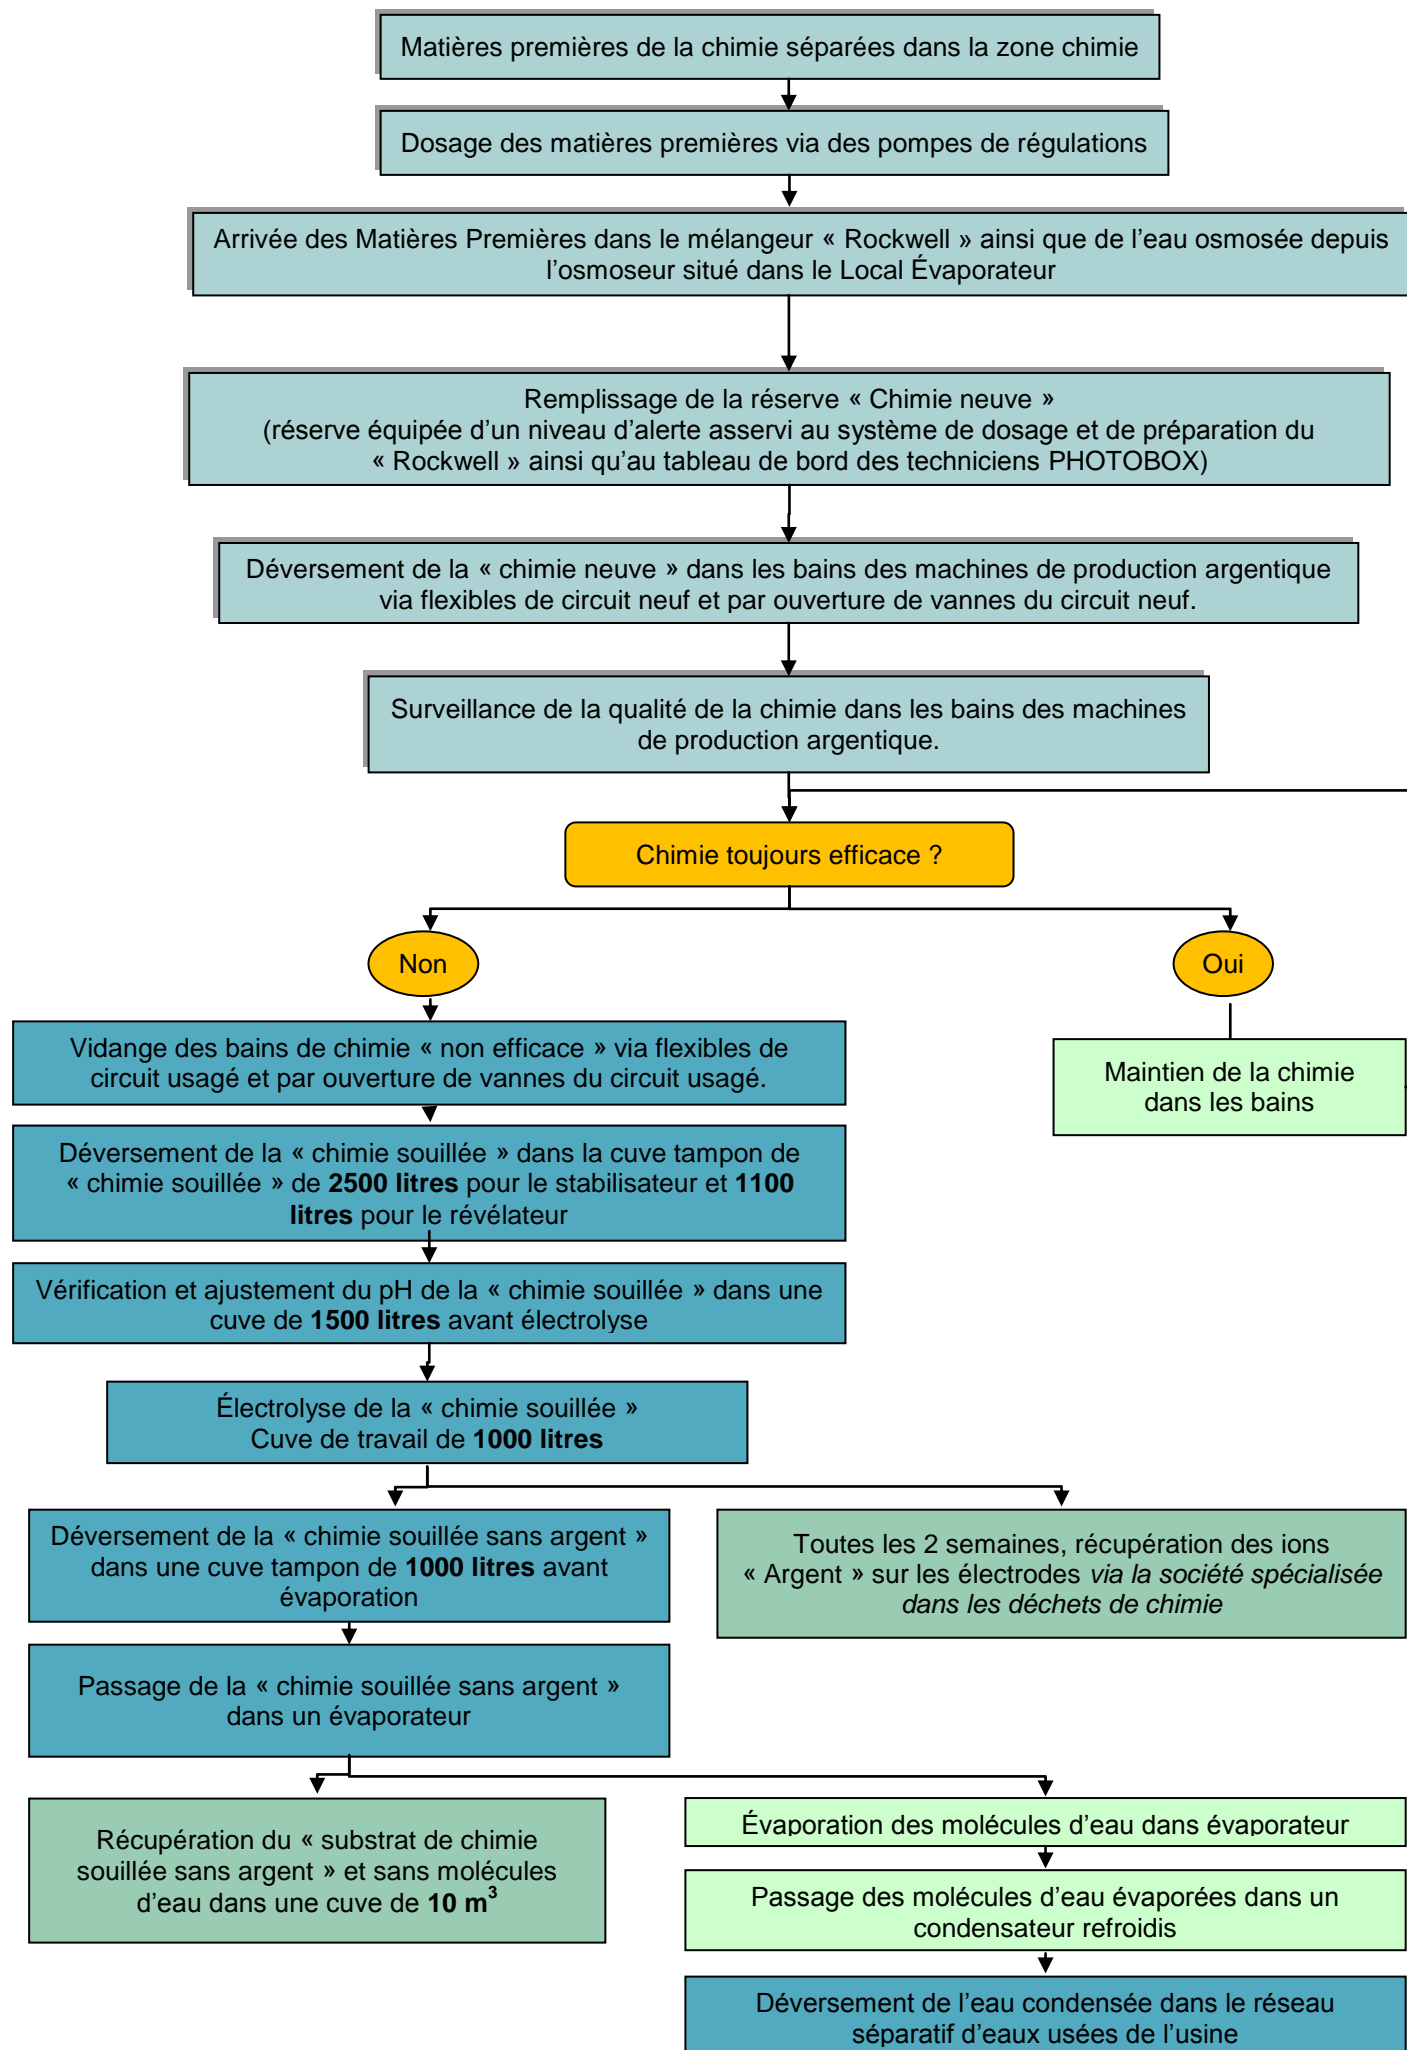 Matières premières de la chimie séparées dans la zone chimie
Dosage des matières premières via des pompes de régulations
Arrivée des Matières Premières dans le mélangeur « Rockwell » ainsi que de l’eau osmosée depuis
l’osmoseur situé dans le Local Évaporateur
Remplissage de la réserve « Chimie neuve »
(réserve équipée d’un niveau d’alerte asservi au système de dosage et de préparation du
« Rockwell » ainsi qu’au tableau de bord des techniciens PHOTOBOX)
Déversement de la « chimie neuve » dans les bains des machines de production argentique
via flexibles de circuit neuf et par ouverture de vannes du circuit neuf.
Surveillance de la qualité de la chimie dans les bains des machines
de production argentique.
Chimie toujours efficace ?
Non
Oui
Vidange des bains de chimie « non efficace » via flexibles de
circuit usagé et par ouverture de vannes du circuit usagé.
Maintien de la chimie
dans les bains
Déversement de la « chimie souillée » dans la cuve tampon de
« chimie souillée » de 2500 litres pour le stabilisateur et 1100
litres pour le révélateur
Vérification et ajustement du pH de la « chimie souillée » dans une
cuve de 1500 litres avant électrolyse
Électrolyse de la « chimie souillée »
Cuve de travail de 1000 litres
Déversement de la « chimie souillée sans argent »
dans une cuve tampon de 1000 litres avant
évaporation
Toutes les 2 semaines, récupération des ions
« Argent » sur les électrodes via la société spécialisée
dans les déchets de chimie
Passage de la « chimie souillée sans argent »
dans un évaporateur
Récupération du « substrat de chimie
souillée sans argent » et sans molécules
d’eau dans une cuve de 10 m³
Évaporation des molécules d’eau dans évaporateur
Passage des molécules d’eau évaporées dans un
condensateur refroidis
Déversement de l’eau condensée dans le réseau
séparatif d’eaux usées de l’usine